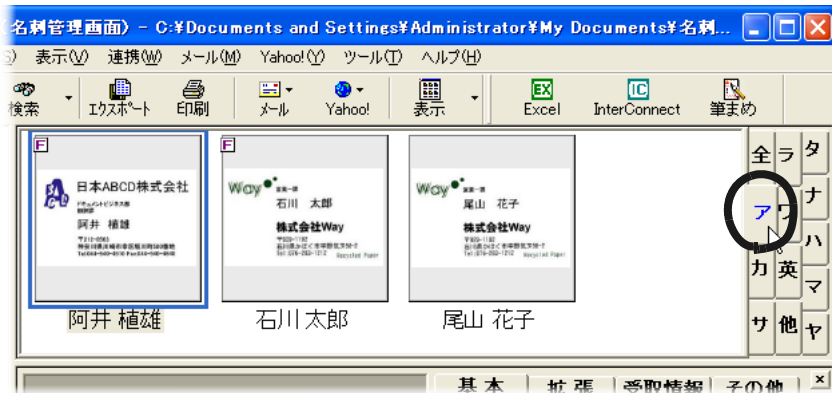 名刺管理画面〉 - C:¥Documents and Settings¥Administrator¥My Documents¥名刺...
表示(V) 連携(W) メール(M) Yahoo!(Y) ツール(T) ヘルプ(H)
検索 エクスポート 印刷 メール Yahoo! 表示 Excel InterConnect 筆まめ
EX
IC
F
日本ABCD株式会社
阿井 植雄
阿井 植雄
F
Way
石川 太郎
株式会社Way
Recycled Paper
石川 太郎
Way
尾山 花子
株式会社Way
Recycled Paper
尾山 花子
全 ラ タ
ア ワ ナ
ハ
カ 英
マ
サ 他 ヤ
基本 拡張 受取情報 その他